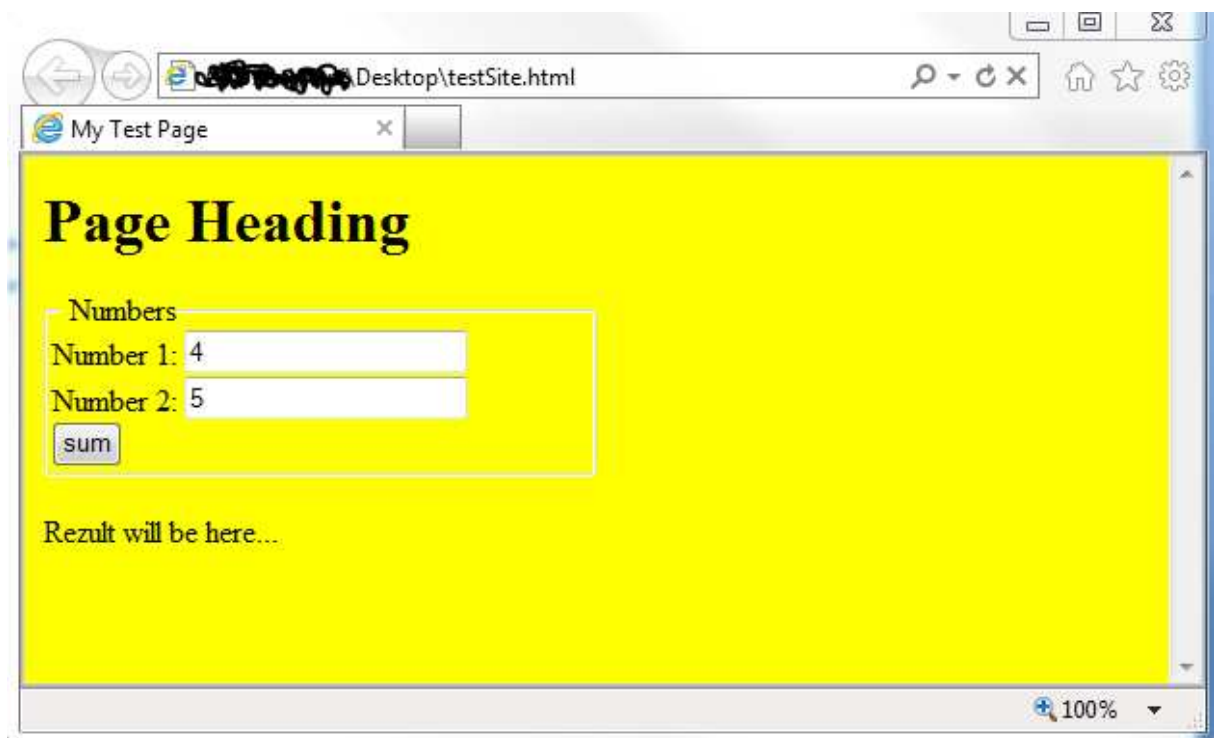 \Desktop\testSite.html
My Test Page
Page Heading
Numbers
Number 1: 4
Number 2: 5
sum
Rezult will be here...
100%